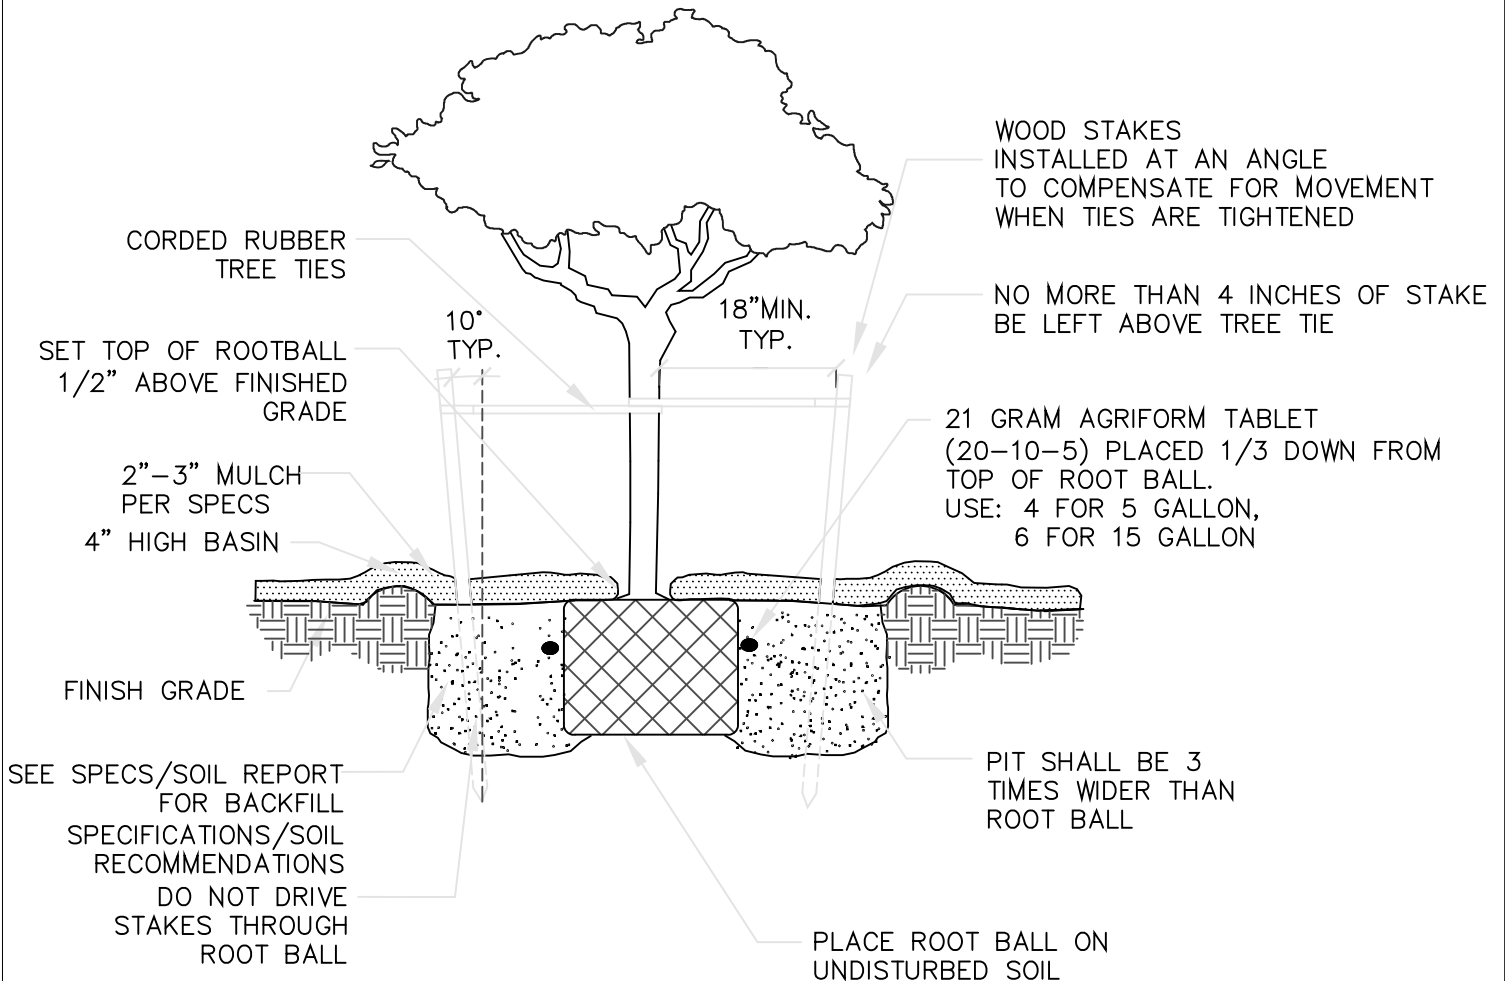 WOOD STAKES
INSTALLED AT AN ANGLE
TO COMPENSATE FOR MOVEMENT
WHEN TIES ARE TIGHTENED
CORDED RUBBER
TREE TIES
NO MORE THAN 4 INCHES OF STAKE
BE LEFT ABOVE TREE TIE
18"MIN.
TYP.
10°
TYP.
SET TOP OF ROOTBALL
1/2" ABOVE FINISHED
GRADE
21 GRAM AGRIFORM TABLET
(20-10-5) PLACED 1/3 DOWN FROM
TOP OF ROOT BALL.
USE: 4 FOR 5 GALLON,
6 FOR 15 GALLON
2"-3" MULCH
PER SPECS
4" HIGH BASIN
FINISH GRADE
SEE SPECS/SOIL REPORT
FOR BACKFILL
SPECIFICATIONS/SOIL
RECOMMENDATIONS
PIT SHALL BE 3
TIMES WIDER THAN
ROOT BALL
DO NOT DRIVE
STAKES THROUGH
ROOT BALL
PLACE ROOT BALL ON
UNDISTURBED SOIL